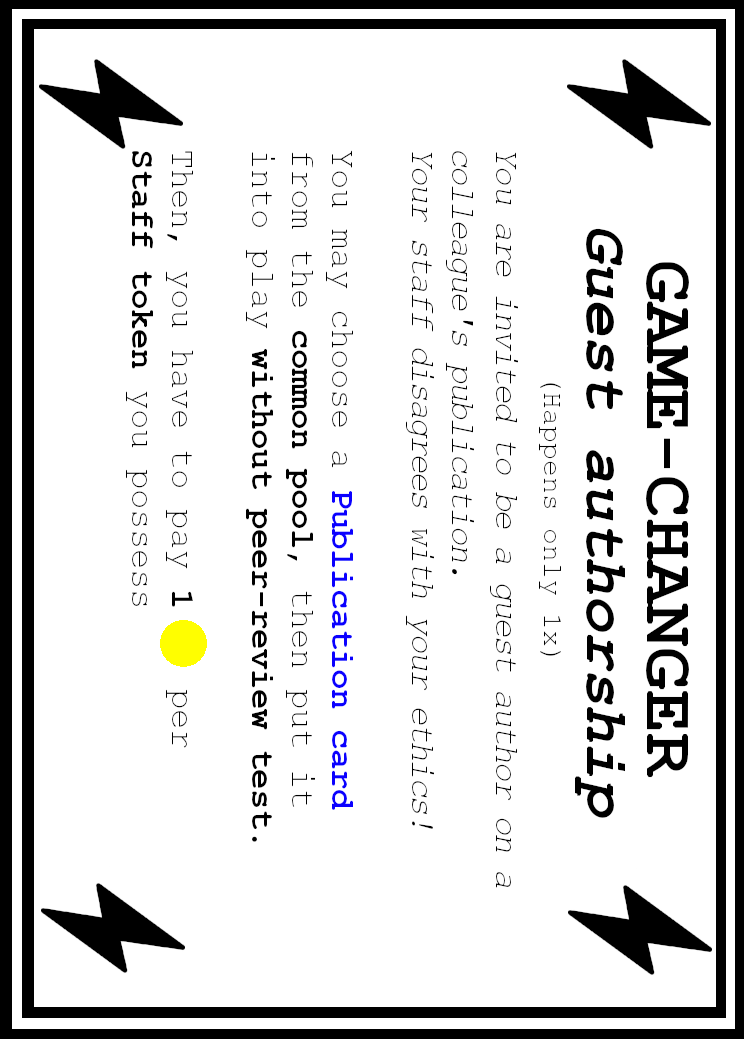 GAME-CHANGER
Guest authorship
(Happens only 1x)
You are invited to be a guest author on a
colleague's publication.
Your staff disagrees with your ethics!
You may choose a Publication card
from the common pool, then put it
into play without peer-review test.
Then, you have to pay 1 per
Staff token you possess